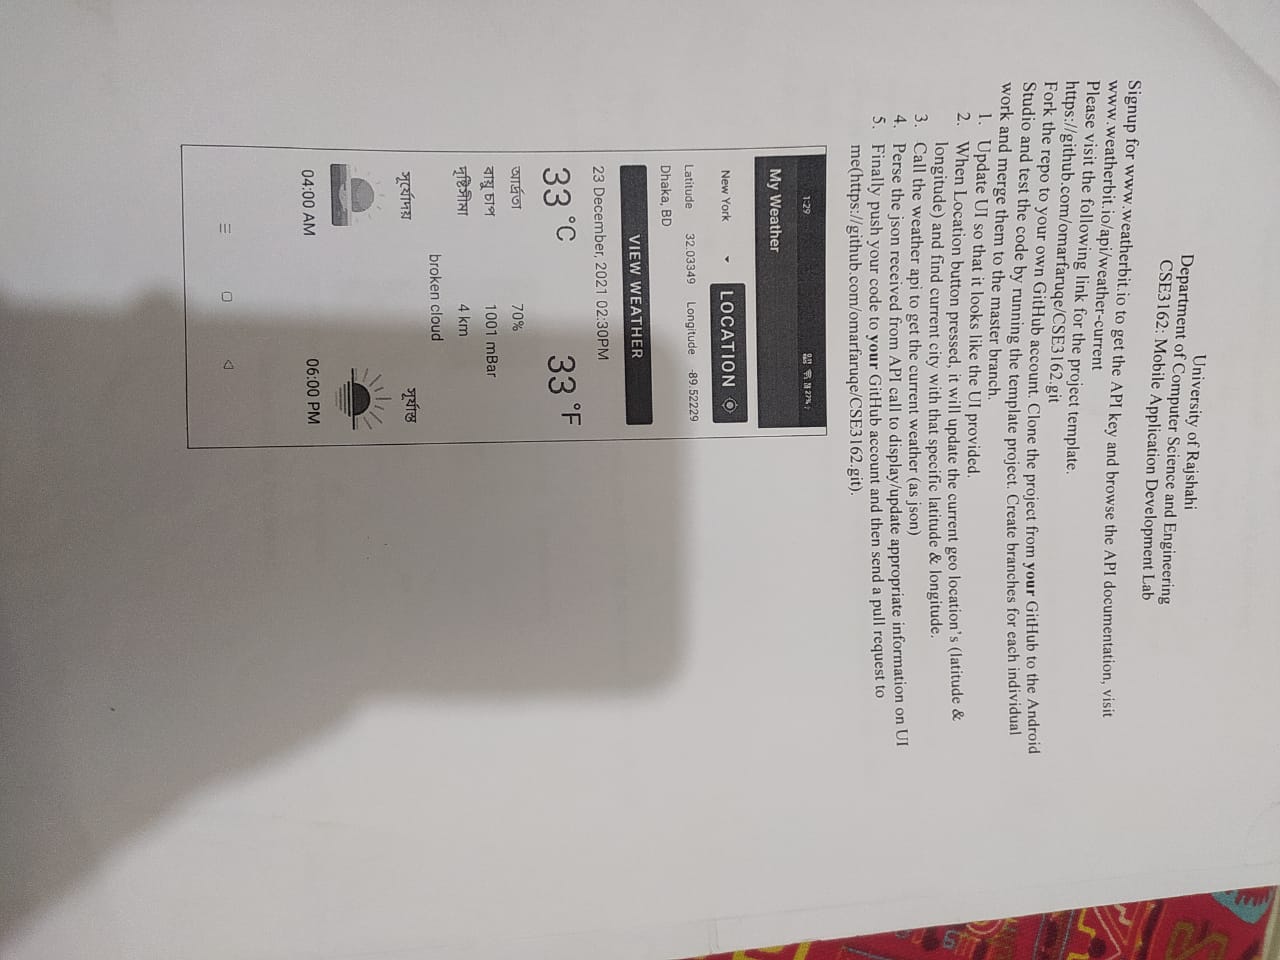 University of Rajshahi
Department of Computer Science and Engineering
CSE3162: Mobile Application Development Lab
Signup for www.weatherbit.io to get the API key and browse the API documentation, visit
www.weatherbit.io/api/weather-current
Please visit the following link for the project template.
https://github.com/omarfaruqe/CSE3162.git
Fork the repo to your own GitHub account. Clone the project from your GitHub to the Android
Studio and test the code by running the template project. Create branches for each individual
work and merge them to the master branch.
1. Update UI so that it looks like the UI provided.
2. When Location button pressed, it will update the current geo location's (latitude &
longitude) and find current city with that specific latitude & longitude.
3. Call the weather api to get the current weather (as json)
4. Perse the json received from API call to display/update appropriate information on UI
5. Finally push your code to your GitHub account and then send a pull request to
me(https://github.com/omarfaruqe/CSE3162.git).
1:29 27%
My Weather
New York LOCATION
Latitude 32.03349 Longitude -89.52229
Dhaka, BD
VIEW WEATHER
23 December, 2021 02:30PM
33 °C 33 °F
আর্দ্রতা 70%
বায়ু চাপ 1001 mBar
দৃষ্টিসীমা 4 km
broken cloud
সূর্যোদয় সূর্যাস্ত
04:00 AM 06:00 PM